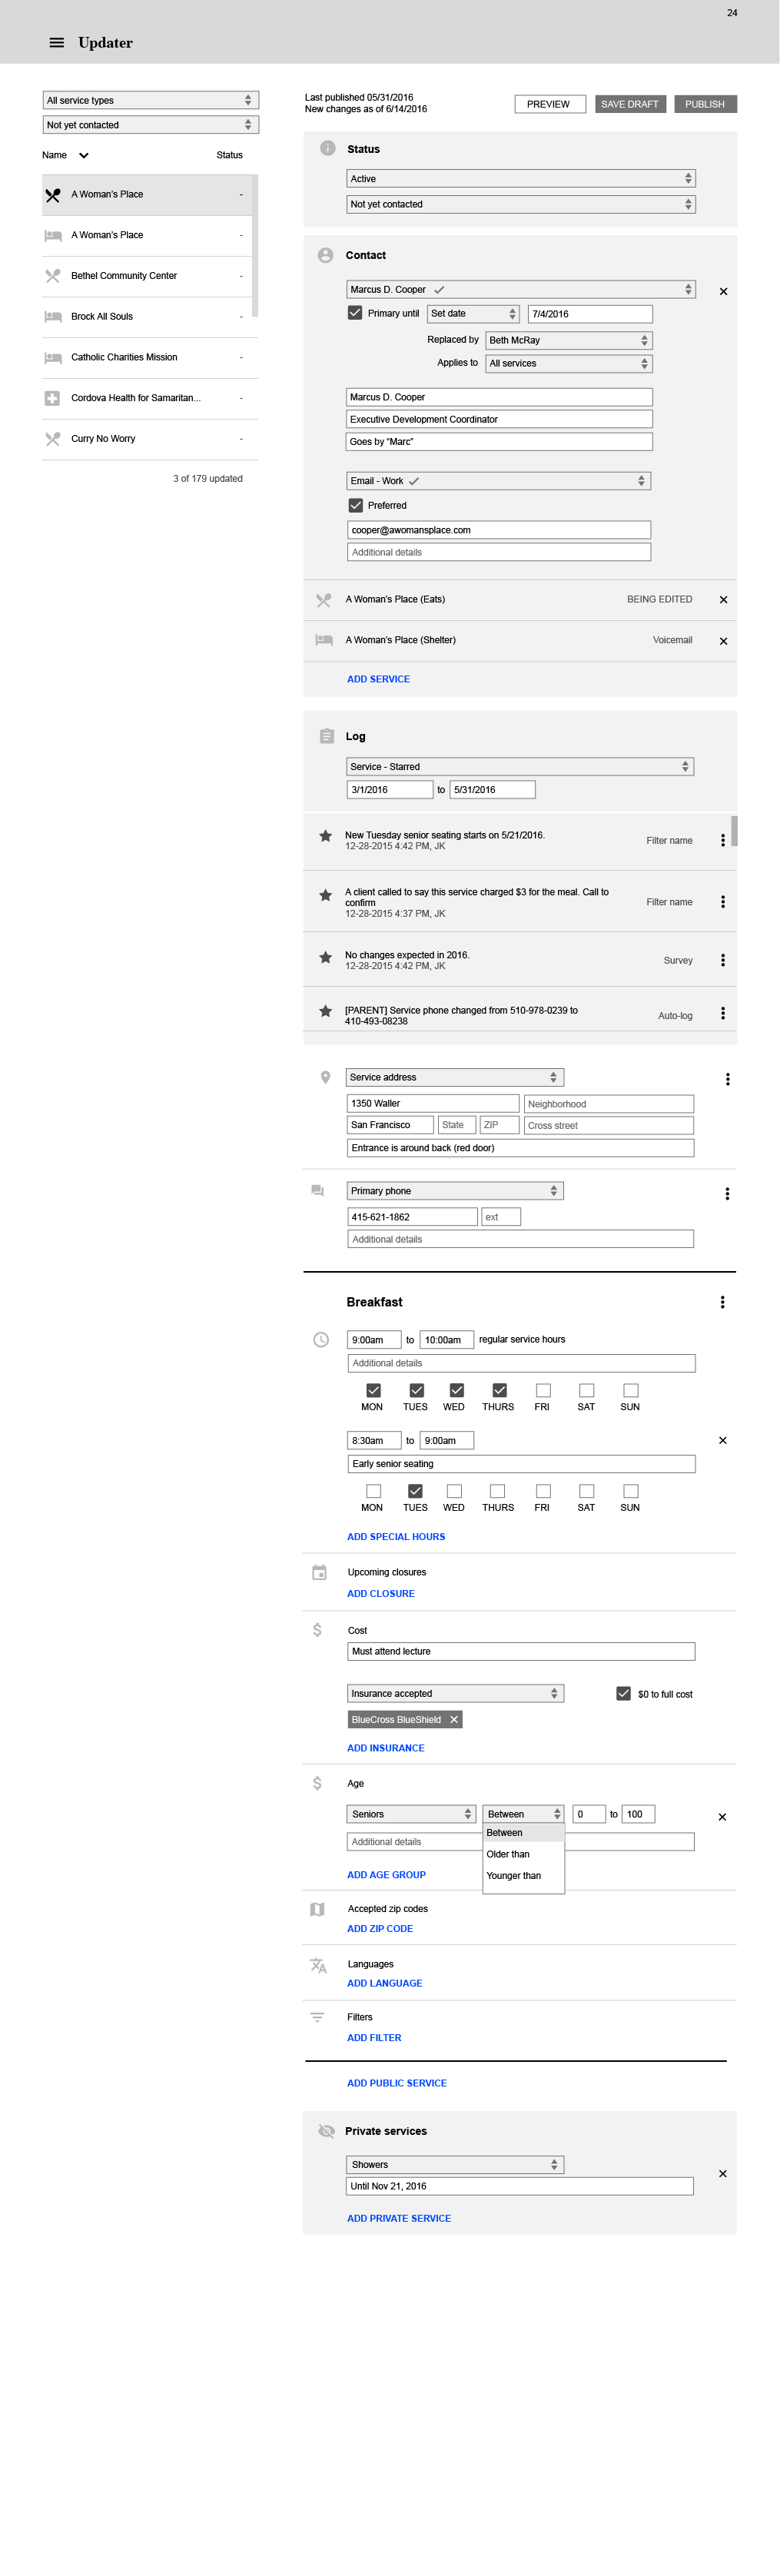 24
Updater
All service types
Not yet contacted
Name
Status
A Woman's Place -
A Woman's Place -
Bethel Community Center -
Brock All Souls -
Catholic Charities Mission -
Cordova Health for Samaritan... -
Curry No Worry -
3 of 179 updated
Last published 05/31/2016
New changes as of 6/14/2016
PREVIEW
SAVE DRAFT
PUBLISH
Status
Active
Not yet contacted
Contact
Marcus D. Cooper
Primary until Set date 7/4/2016
Replaced by Beth McRay
Applies to All services
Marcus D. Cooper
Executive Development Coordinator
Goes by “Marc”
Email - Work
Preferred
cooper@awomansplace.com
Additional details
A Woman's Place (Eats) BEING EDITED
A Woman's Place (Shelter) Voicemail
ADD SERVICE
Log
Service - Starred
3/1/2016 to 5/31/2016
New Tuesday senior seating starts on 5/21/2016.
12-28-2015 4:42 PM, JK
Filter name
A client called to say this service charged $3 for the meal. Call to
confirm
12-28-2015 4:37 PM, JK
Filter name
No changes expected in 2016.
12-28-2015 4:42 PM, JK
Survey
[PARENT] Service phone changed from 510-978-0239 to
410-493-08238
Auto-log
Service address
1350 Waller Neighborhood
San Francisco State ZIP Cross street
Entrance is around back (red door)
Primary phone
415-621-1862 ext
Additional details
Breakfast
9:00am to 10:00am regular service hours
Additional details
MON TUES WED THURS FRI SAT SUN
8:30am to 9:00am
Early senior seating
MON TUES WED THURS FRI SAT SUN
ADD SPECIAL HOURS
Upcoming closures
ADD CLOSURE
Cost
Must attend lecture
Insurance accepted $0 to full cost
BlueCross BlueShield
ADD INSURANCE
Age
Seniors Between 0 to 100
Between
Additional details
Older than
Younger than
ADD AGE GROUP
Accepted zip codes
ADD ZIP CODE
Languages
ADD LANGUAGE
Filters
ADD FILTER
ADD PUBLIC SERVICE
Private services
Showers
Until Nov 21, 2016
ADD PRIVATE SERVICE